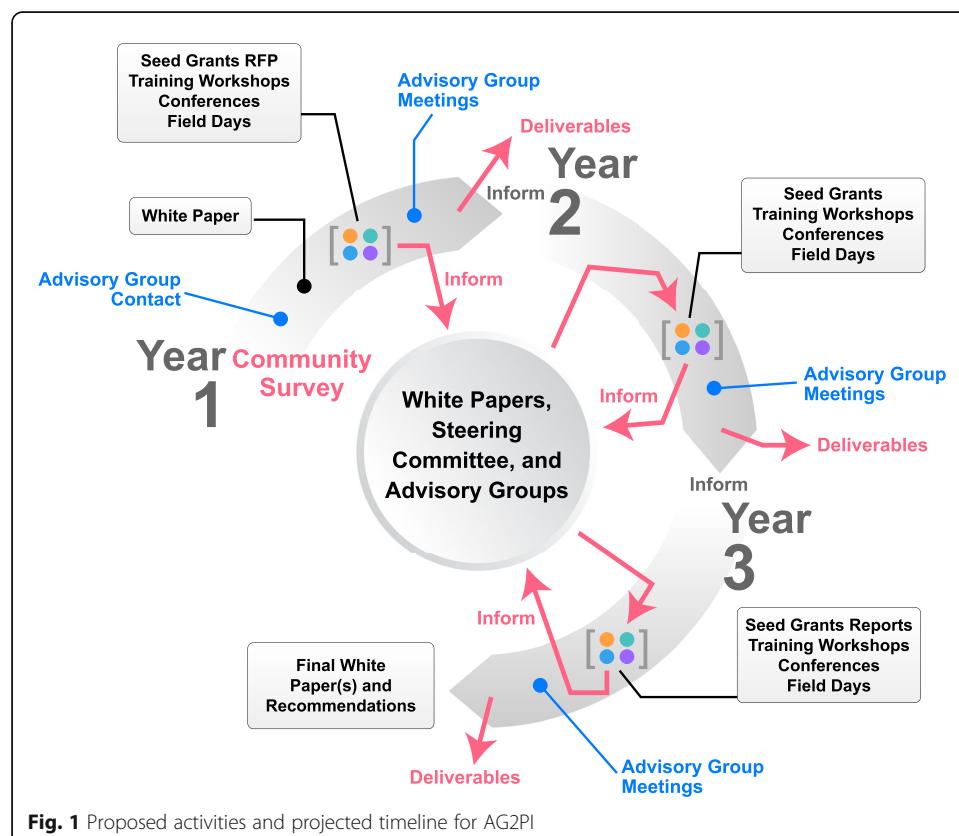 Seed Grants RFP
Training Workshops
Conferences
Field Days
Advisory Group
Meetings
Deliverables
Inform
Year
2
White Paper
Seed Grants
Training Workshops
Conferences
Field Days
Advisory Group
Contact
Inform
Year
1
Community
Survey
White Papers,
Steering
Committee, and
Advisory Groups
Inform
Advisory Group
Meetings
Deliverables
Inform
Year
3
Inform
Seed Grants Reports
Training Workshops
Conferences
Field Days
Final White
Paper(s) and
Recommendations
Deliverables
Advisory Group
Meetings
Fig. 1 Proposed activities and projected timeline for AG2PI